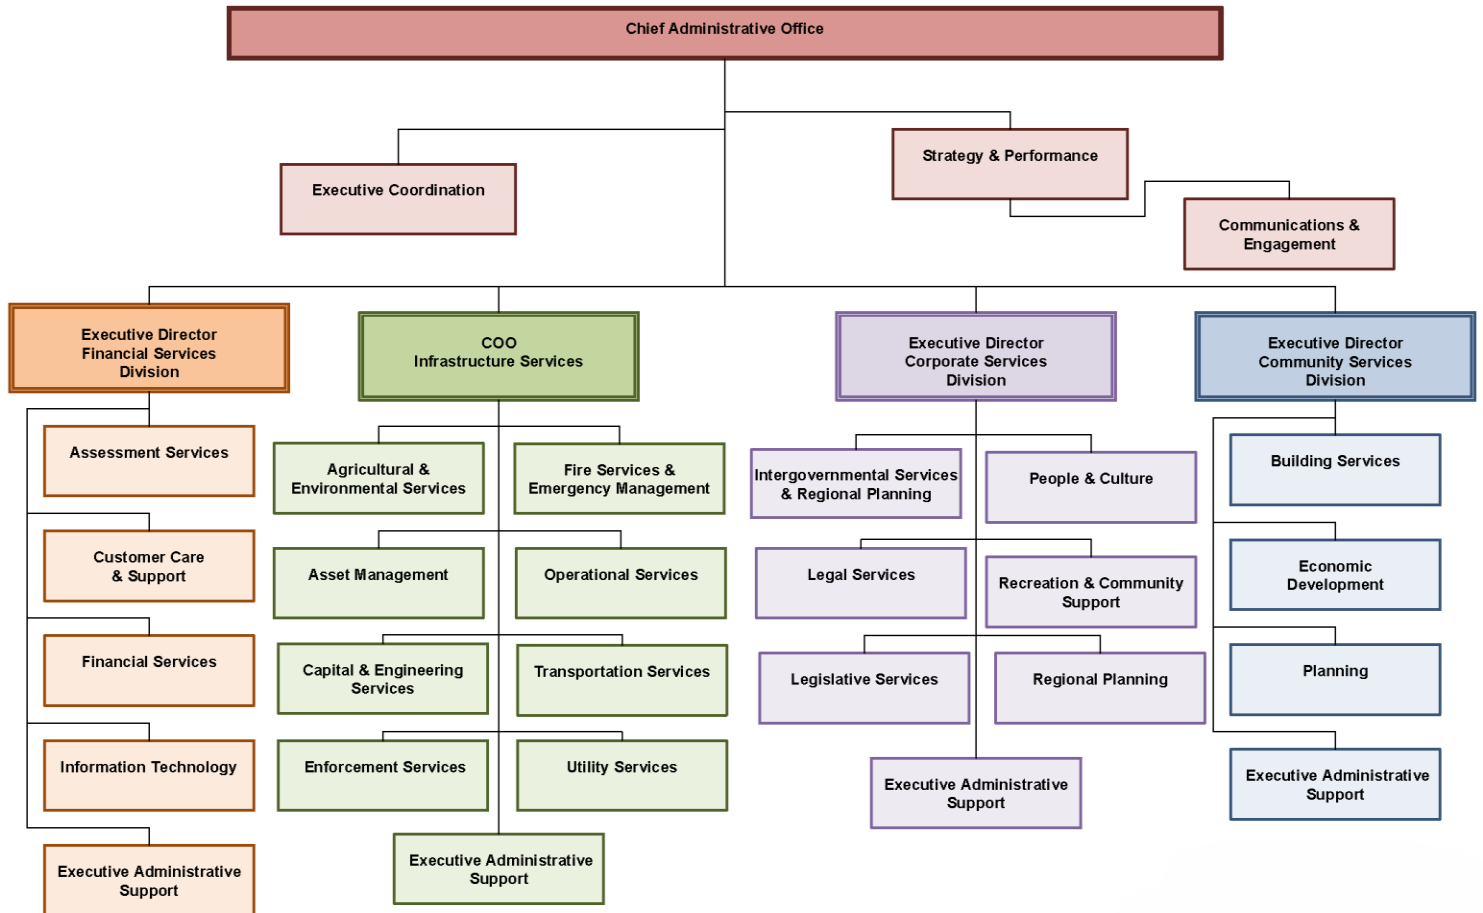 Chief Administrative Office
Executive Coordination
Strategy & Performance
Communications &
Engagement
Executive Director
Financial Services
Division
Assessment Services
Customer Care
& Support
Financial Services
Information Technology
Executive Administrative
Support
COO
Infrastructure Services
Agricultural &
Environmental Services
Fire Services &
Emergency Management
Asset Management
Operational Services
Capital & Engineering
Services
Transportation Services
Enforcement Services
Utility Services
Executive Administrative
Support
Executive Director
Corporate Services
Division
Intergovernmental Services
& Regional Planning
People & Culture
Legal Services
Recreation & Community
Support
Legislative Services
Regional Planning
Executive Administrative
Support
Executive Director
Community Services
Division
Building Services
Economic
Development
Planning
Executive Administrative
Support